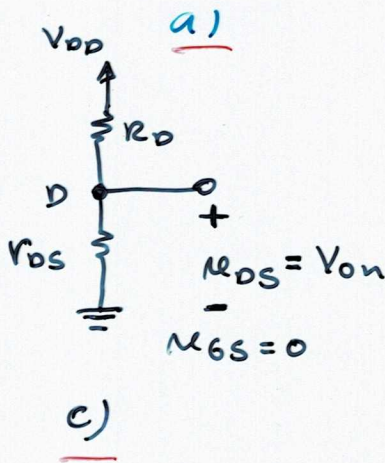 a)
VDD
RD
D
+
rDS
uDS = Von
-
uGS = 0
c)